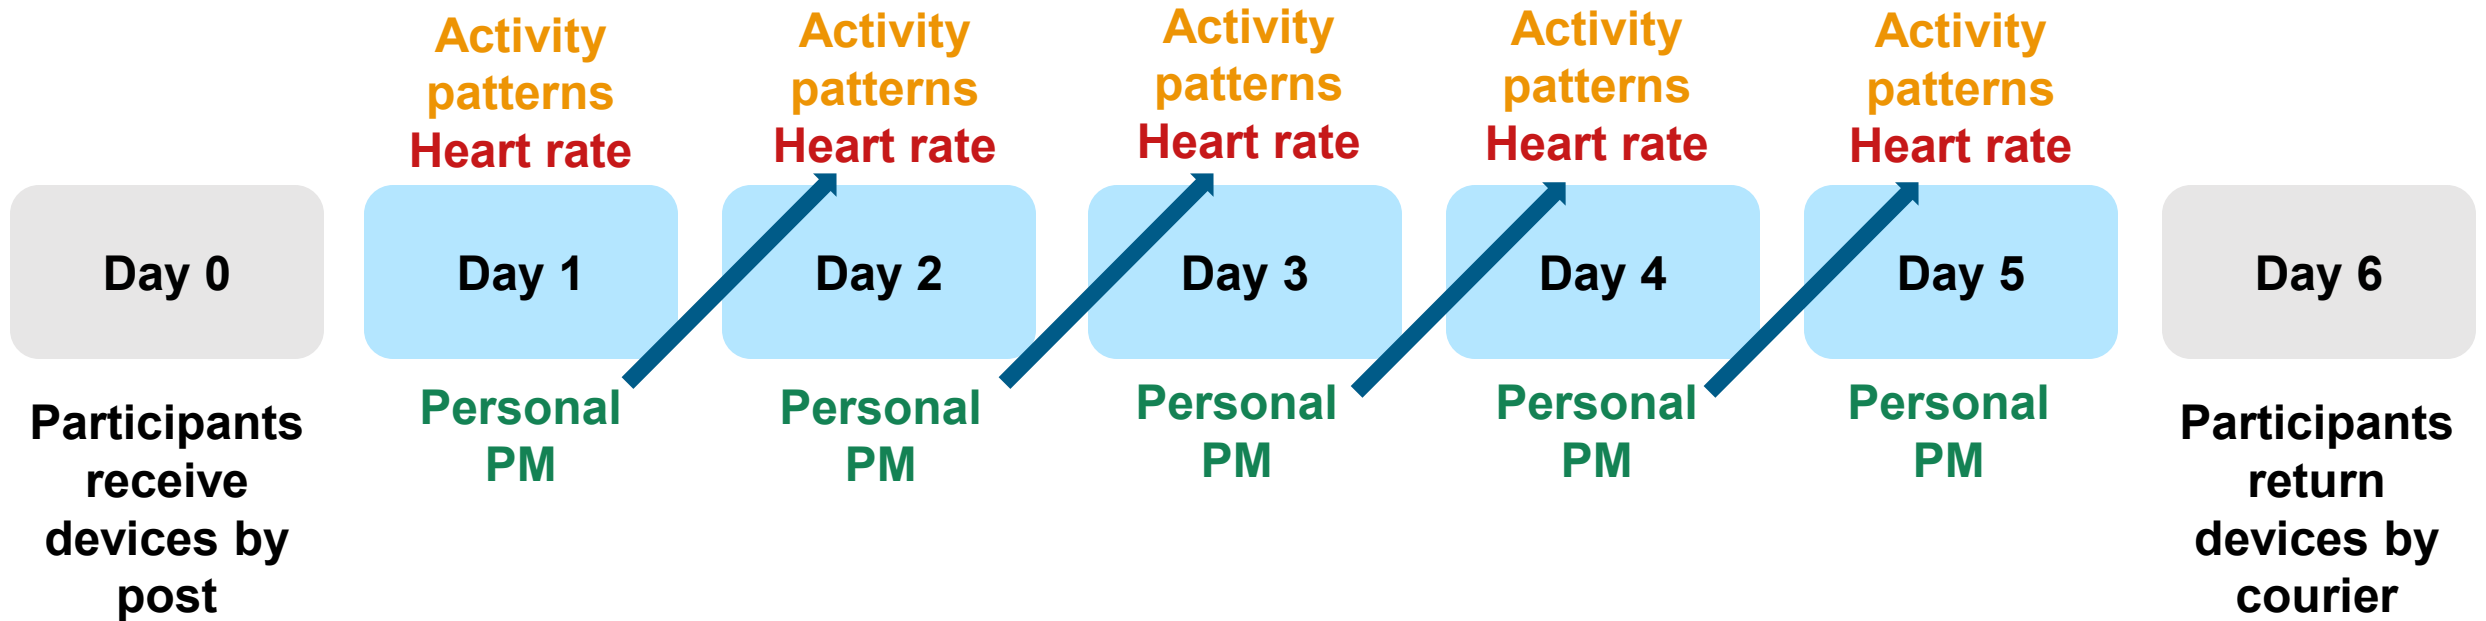 Activity
patterns
Heart rate
Activity
patterns
Heart rate
Activity
patterns
Heart rate
Activity
patterns
Heart rate
Activity
patterns
Heart rate
Day 0
Day 1
Day 2
Day 3
Day 4
Day 5
Day 6
Participants
receive
devices by
post
Personal
PM
Personal
PM
Personal
PM
Personal
PM
Personal
PM
Participants
return
devices by
courier